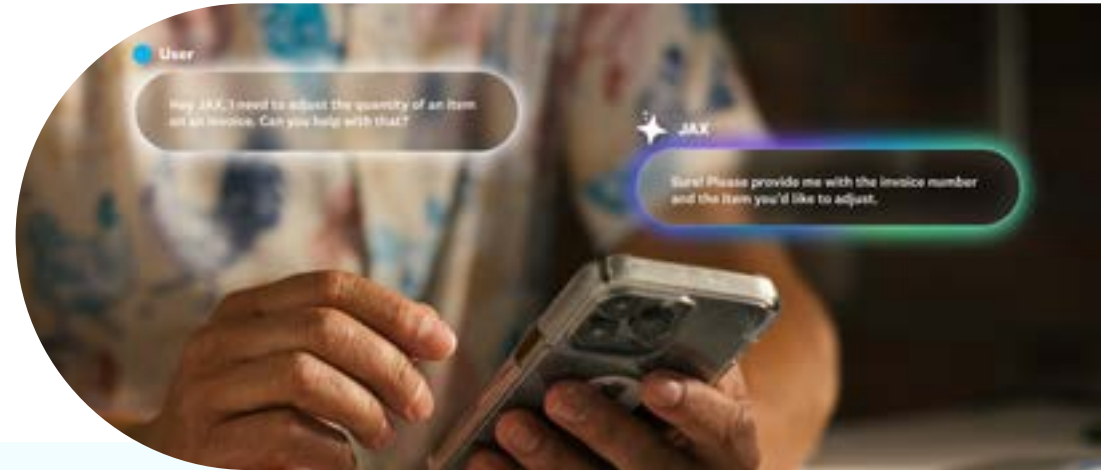 User
Hey JAX, I need to adjust the quantity of an item
on an invoice. Can you help with that?
JAX
Sure! Please provide me with the invoice number
and the item you'd like to adjust.